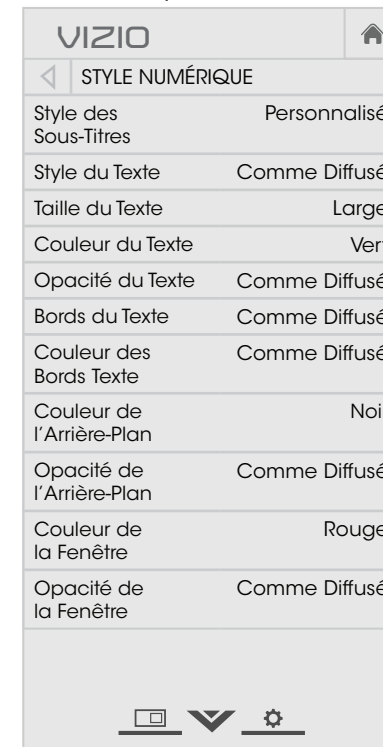 VIZIO
STYLE NUMÉRIQUE
Style des Personnalisé
Sous-Titres
Style du Texte Comme Diffusé
Taille du Texte Large
Couleur du Texte Ver
Opacité du Texte Comme Diffusé
Bords du Texte Comme Diffusé
Couleur des Comme Diffusé
Bords Texte
Couleur de Noi
l’Arrière-Plan
Opacité de Comme Diffusé
l’Arrière-Plan
Couleur de Rouge
la Fenêtre
Opacité de Comme Diffusé
la Fenêtre